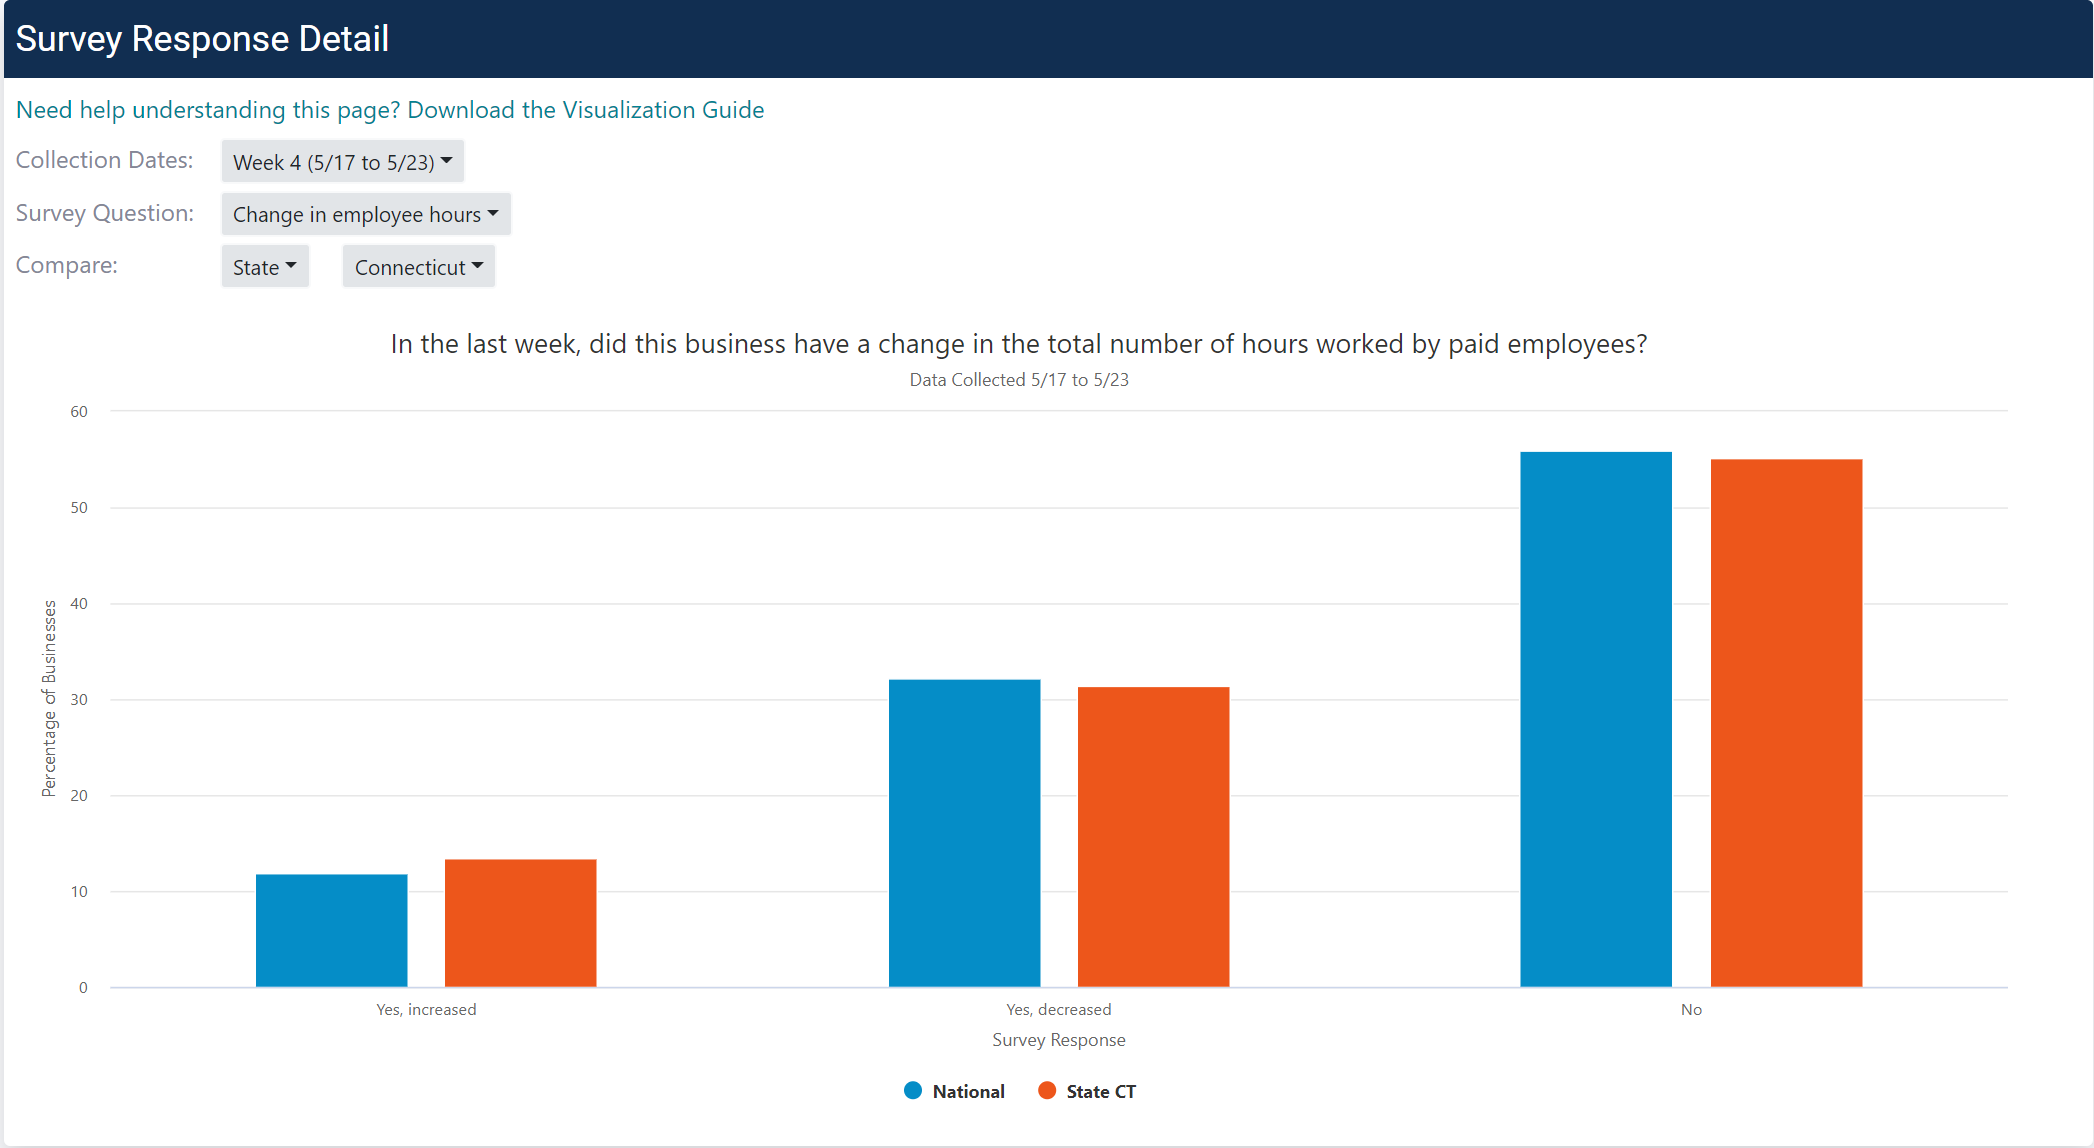 Survey Response Detail
Need help understanding this page? Download the Visualization Guide
Collection Dates: Week 4 (5/17 to 5/23)
Survey Question: Change in employee hours
Compare: State Connecticut
In the last week, did this business have a change in the total number of hours worked by paid employees?
Data Collected 5/17 to 5/23
Percentage of Businesses
60
50
40
30
20
10
0
Yes, increased Yes, decreased No
Survey Response
National State CT